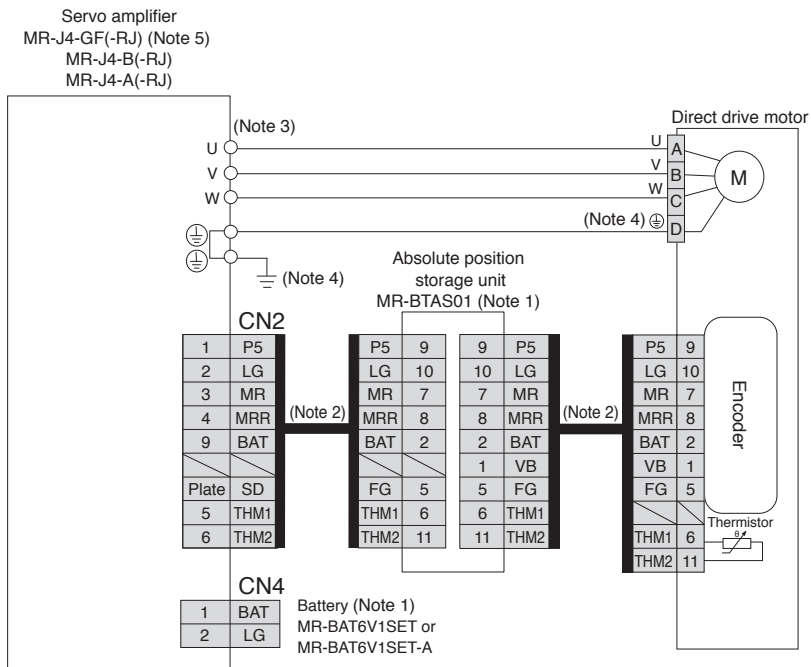 Servo amplifier
MR-J4-GF(-RJ) (Note 5)
MR-J4-B(-RJ)
MR-J4-A(-RJ)
Direct drive motor
(Note 3)
U U A
V V B M
W W C
(Note 4) D
(Note 4)
Absolute position
storage unit
MR-BTAS01 (Note 1)
CN2
1 P5 P5 9 9 P5 P5 9
2 LG LG 10 10 LG LG 10
3 MR MR 7 7 MR MR 7
4 MRR (Note 2) MRR 8 8 MRR (Note 2) MRR 8
9 BAT BAT 2 2 BAT BAT 2
1 VB VB 1
Plate SD FG 5 5 FG FG 5
5 THM1 THM1 6 6 THM1
6 THM2 THM2 11 11 THM2 THM1 6
THM2 11
Encoder
Thermistor
θ
CN4
1 BAT
2 LG
Battery (Note 1)
MR-BAT6V1SET or
MR-BAT6V1SET-A